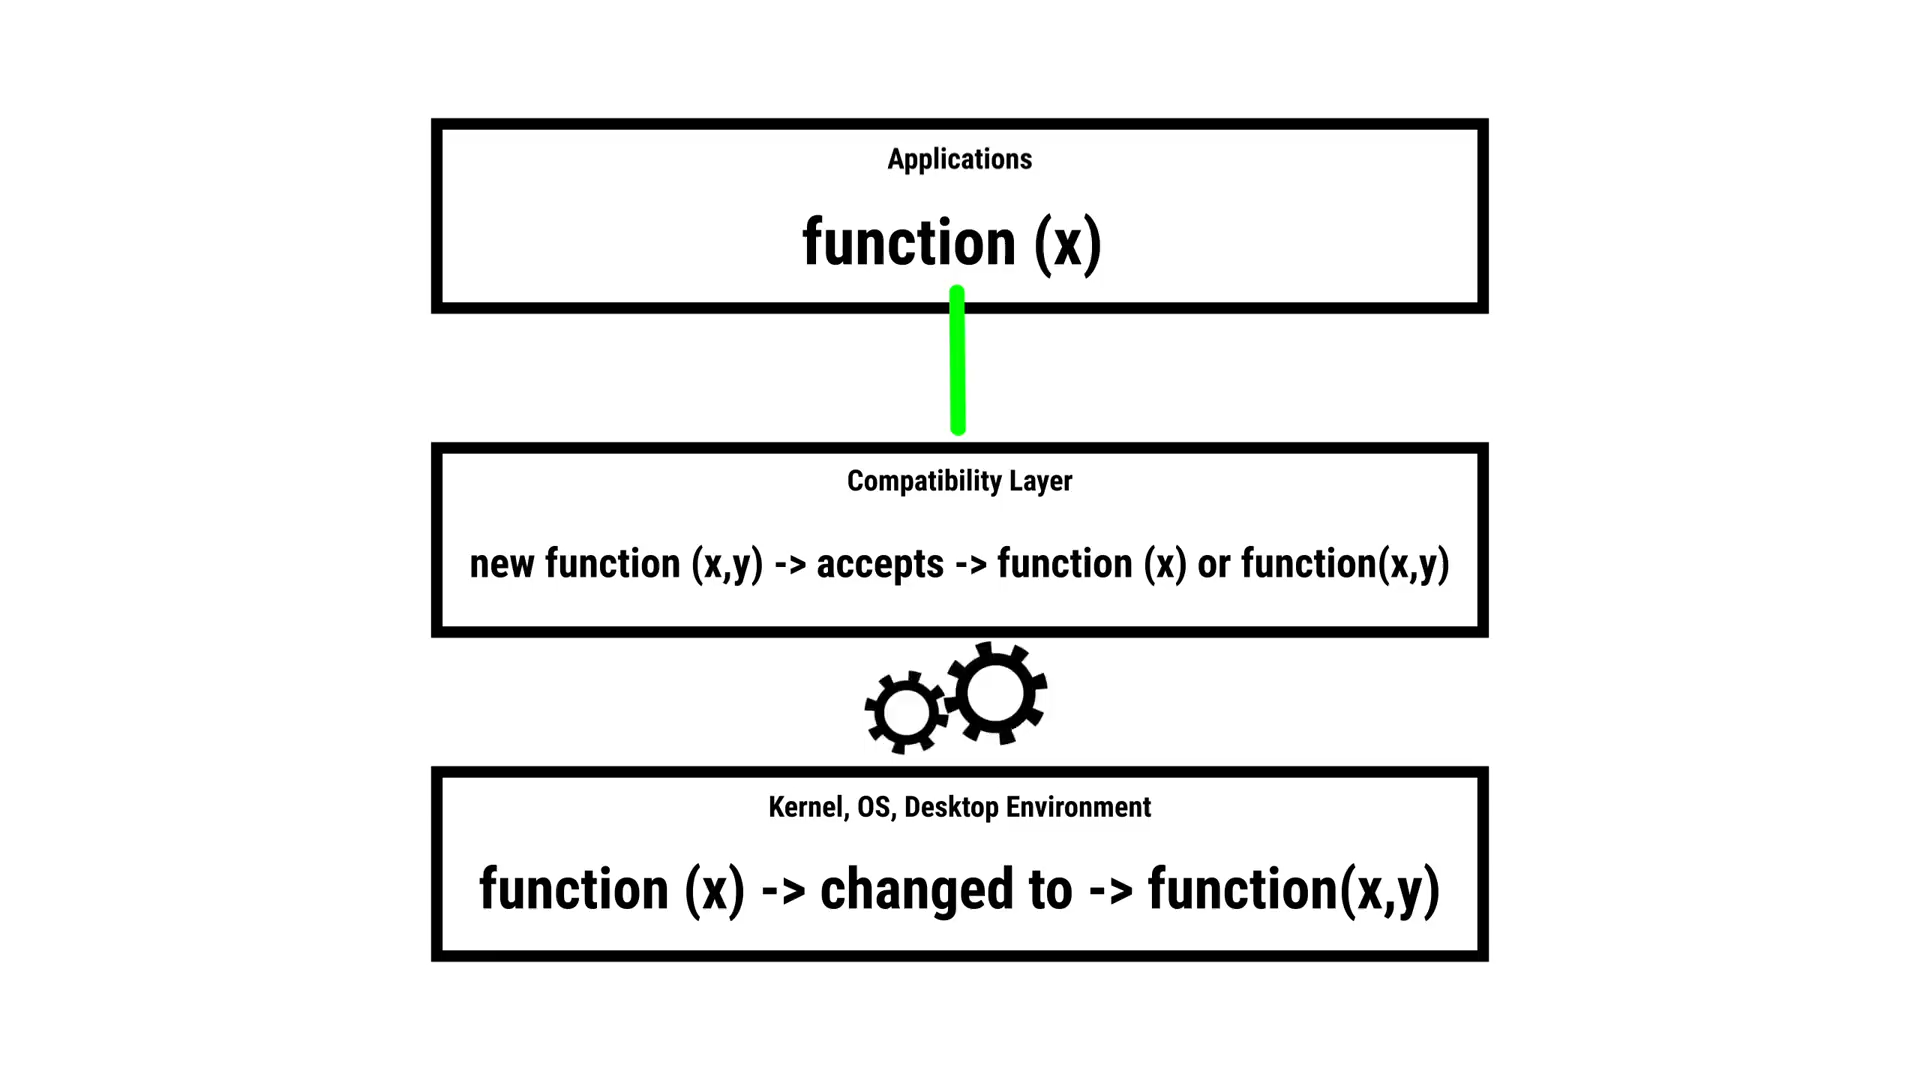 Applications
function (x)
Compatibility Layer
new function (x,y) -> accepts -> function (x) or function(x,y)
Kernel, OS, Desktop Environment
function (x) -> changed to -> function(x,y)